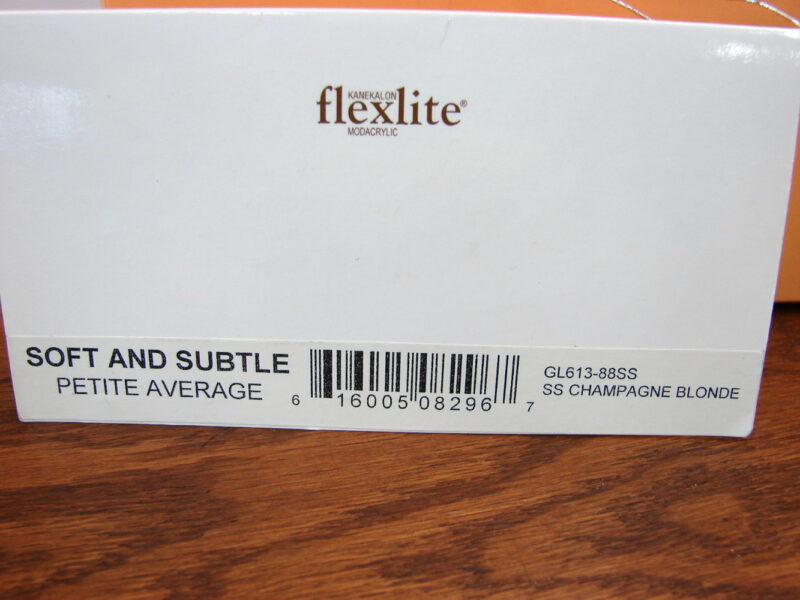 KANEKALON
flexlite®
MODACRYLIC
SOFT AND SUBTLE
PETITE AVERAGE
6 16005 08296 7
GL613-88SS
SS CHAMPAGNE BLONDE